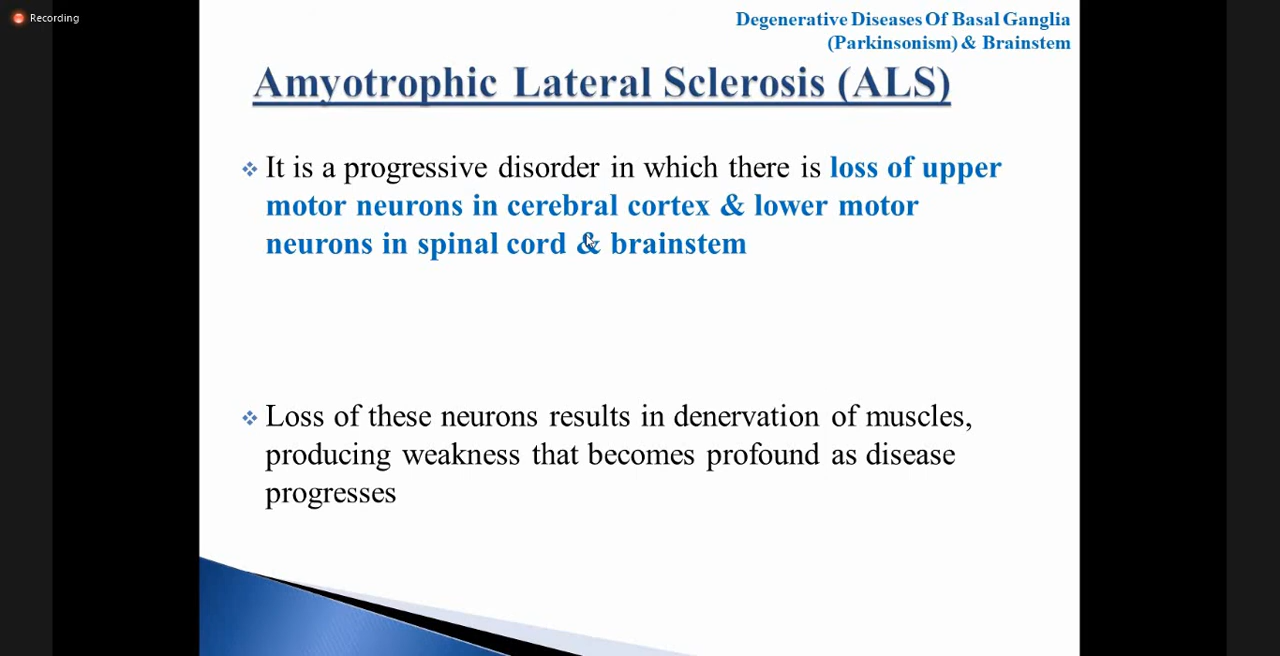 Recording
Degenerative Diseases Of Basal Ganglia
(Parkinsonism) & Brainstem
Amyotrophic Lateral Sclerosis (ALS)
It is a progressive disorder in which there is loss of upper
motor neurons in cerebral cortex & lower motor
neurons in spinal cord & brainstem
Loss of these neurons results in denervation of muscles,
producing weakness that becomes profound as disease
progresses